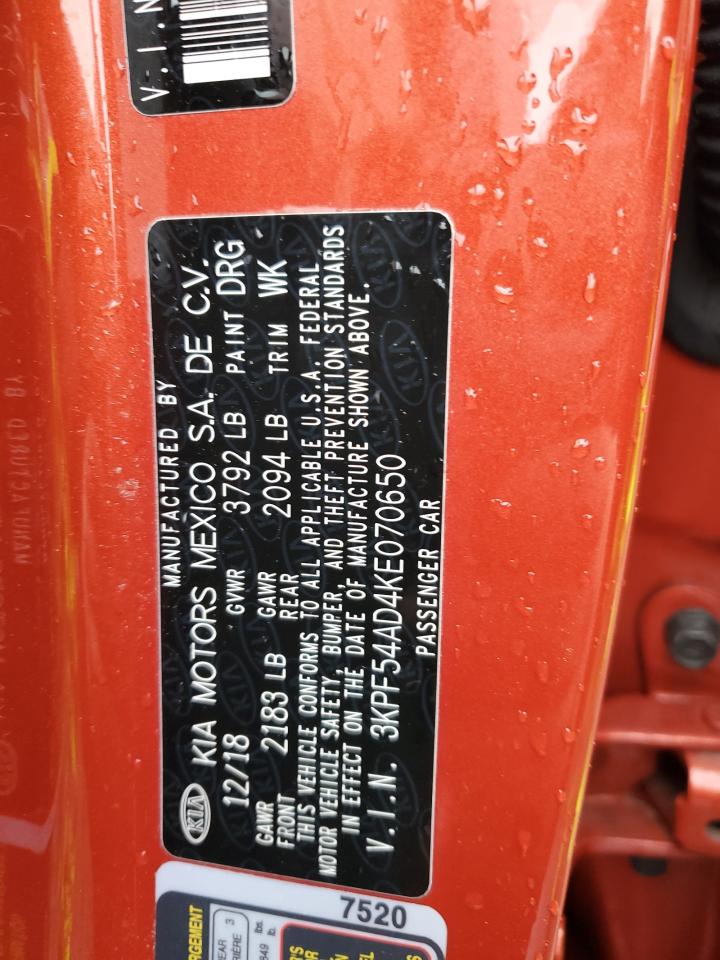 V.I.N
MANUFACTURED BY
KIA KIA MOTORS MEXICO S.A. DE C.V.
12/18 GVWR 3792 LB PAINT DRG
GAWR FRONT 2183 LB GAWR REAR 2094 LB TRIM WK
THIS VEHICLE CONFORMS TO ALL APPLICABLE U.S.A. FEDERAL
MOTOR VEHICLE SAFETY, BUMPER, AND THEFT PREVENTION STANDARDS
IN EFFECT ON THE DATE OF MANUFACTURE SHOWN ABOVE.
V.I.N. 3KPF54AD4KE070650
PASSENGER CAR
7520